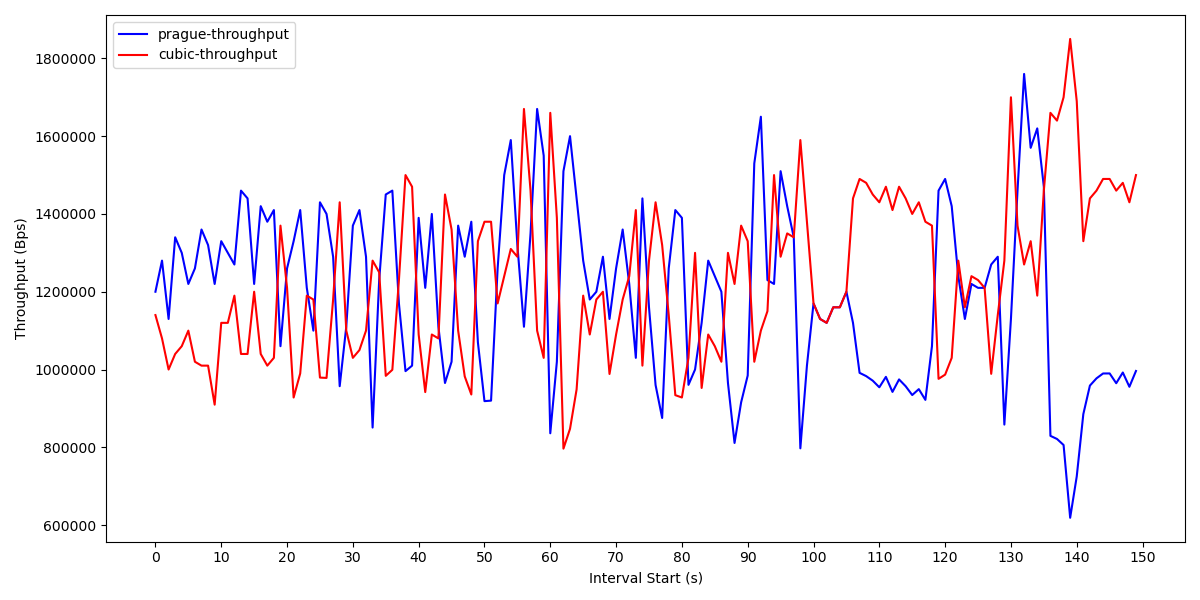 prague-throughput
cubic-throughput
1800000
1600000
1400000
1200000
1000000
800000
600000
Throughput (Bps)
0 10 20 30 40 50 60 70 80 90 100 110 120 130 140 150
Interval Start (s)